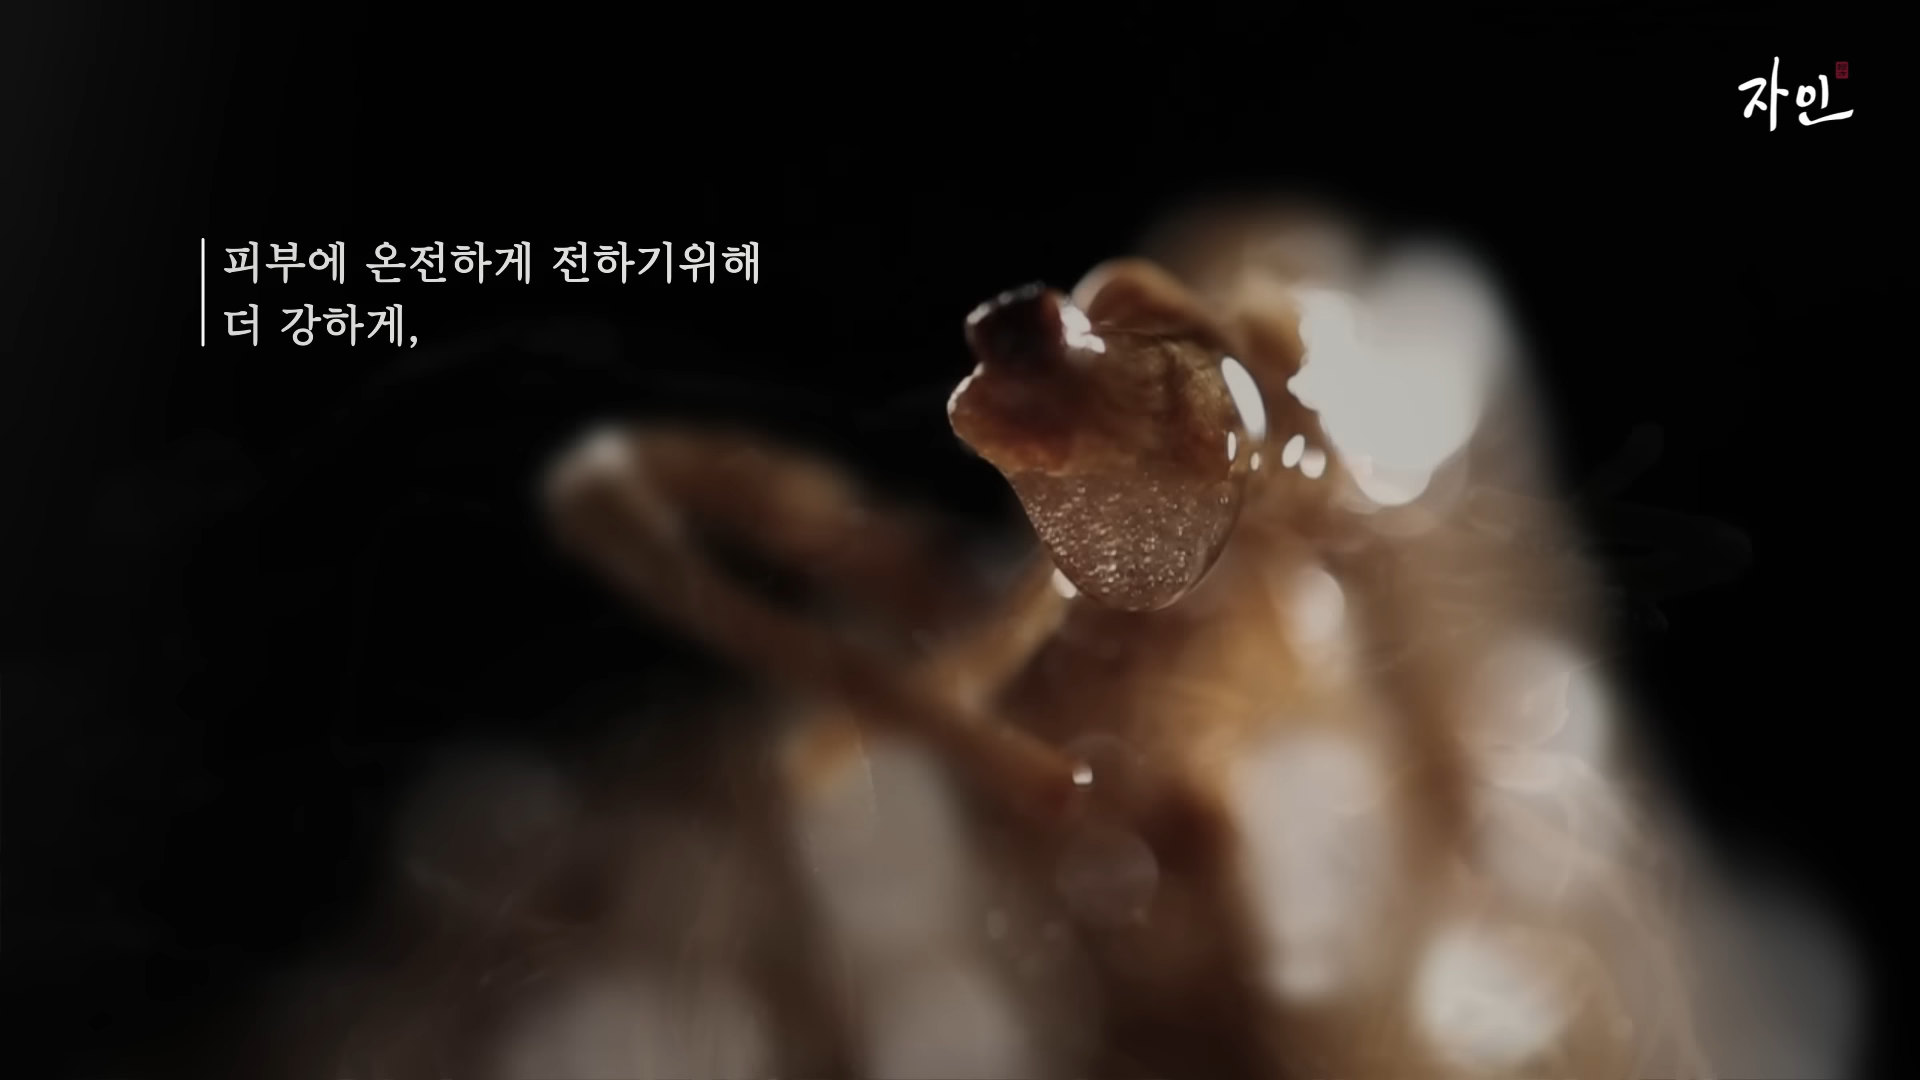 자인
피부에 온전하게 전하기위해
더 강하게,